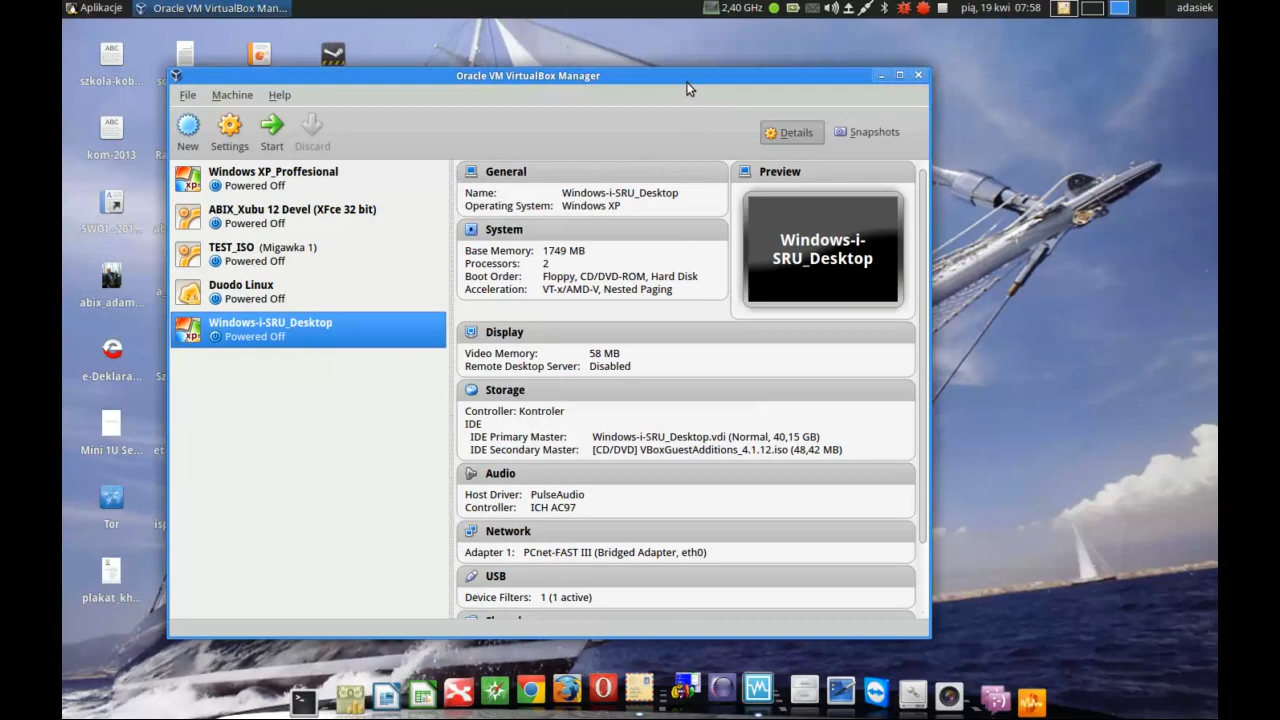 Aplikacje
Oracle VM VirtualBox Man...
2,40 GHz
pią, 19 kwi 07:58
adasiek
ABC
szkola-kob...
ABC
kom-2013
abix_adam...
e-Deklara...
Mini 1U Se...
Tor
plakat_kh...
Oracle VM VirtualBox Manager
File Machine Help
New Settings Start Discard
Details Snapshots
Windows XP_Proffesional
Powered Off
ABIX_Xubu 12 Devel (XFce 32 bit)
Powered Off
TEST_ISO (Migawka 1)
Powered Off
Duodo Linux
Powered Off
Windows-i-SRU_Desktop
Powered Off
General
Name: Windows-i-SRU_Desktop
Operating System: Windows XP
System
Base Memory: 1749 MB
Processors: 2
Boot Order: Floppy, CD/DVD-ROM, Hard Disk
Acceleration: VT-x/AMD-V, Nested Paging
Preview
Windows-i-
SRU_Desktop
Display
Video Memory: 58 MB
Remote Desktop Server: Disabled
Storage
Controller: Kontroler
IDE
IDE Primary Master: Windows-i-SRU_Desktop.vdi (Normal, 40,15 GB)
IDE Secondary Master: [CD/DVD] VBoxGuestAdditions_4.1.12.iso (48,42 MB)
Audio
Host Driver: PulseAudio
Controller: ICH AC97
Network
Adapter 1: PCnet-FAST III (Bridged Adapter, eth0)
USB
Device Filters: 1 (1 active)